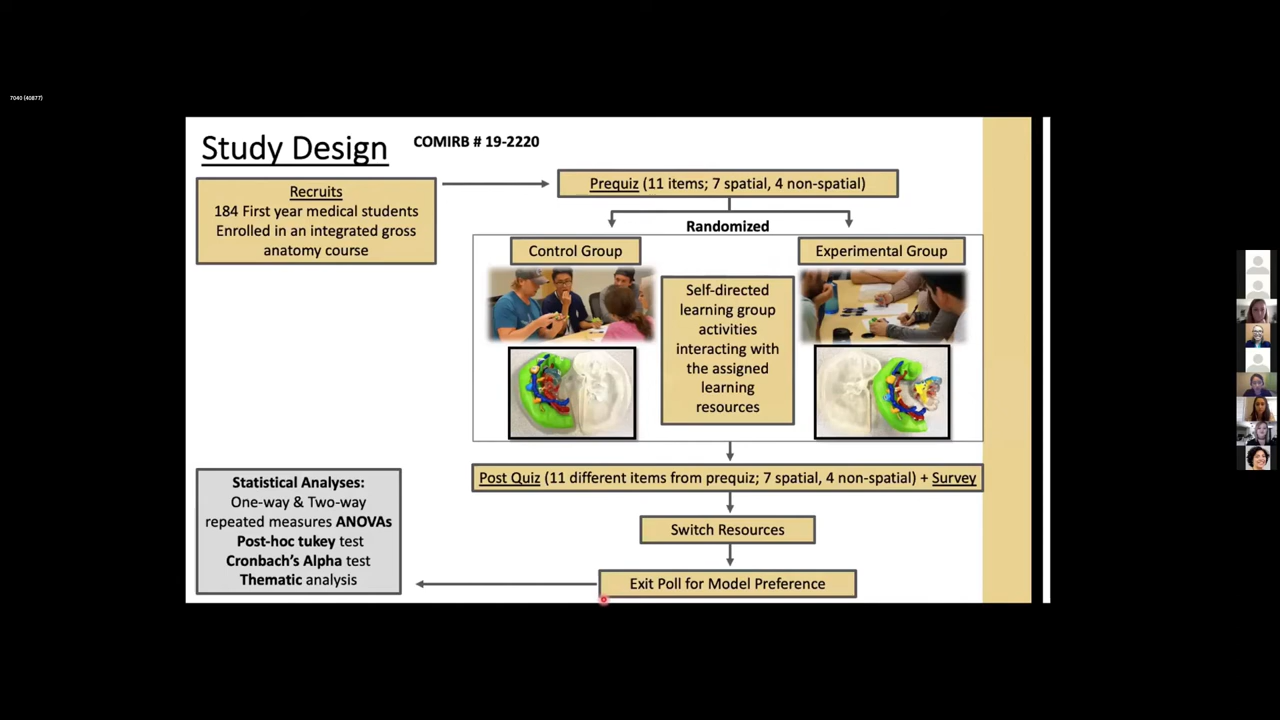 7040 (40877)
Study Design
COMIRB # 19-2220
Recruits
184 First year medical students
Enrolled in an integrated gross
anatomy course
Prequiz (11 items; 7 spatial, 4 non-spatial)
Randomized
Control Group
Experimental Group
Self-directed
learning group
activities
interacting with
the assigned
learning
resources
Post Quiz (11 different items from prequiz; 7 spatial, 4 non-spatial) + Survey
Switch Resources
Exit Poll for Model Preference
Statistical Analyses:
One-way & Two-way
repeated measures ANOVAs
Post-hoc tukey test
Cronbach's Alpha test
Thematic analysis